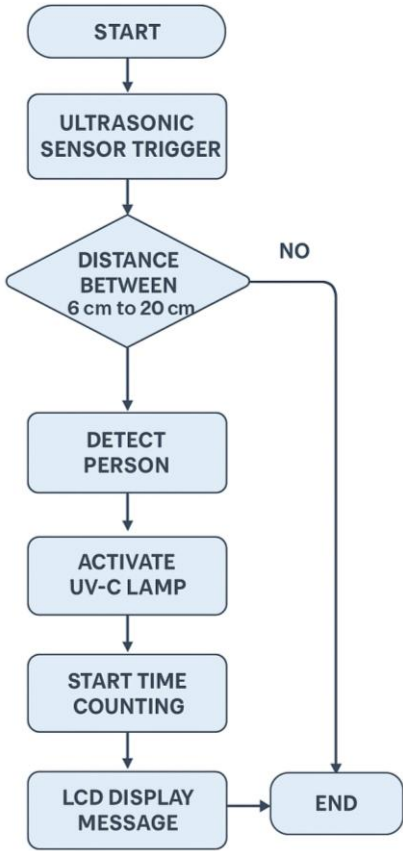 START
ULTRASONIC
SENSOR TRIGGER
DISTANCE
BETWEEN
6 cm to 20 cm
NO
DETECT
PERSON
ACTIVATE
UV-C LAMP
START TIME
COUNTING
LCD DISPLAY
MESSAGE
END